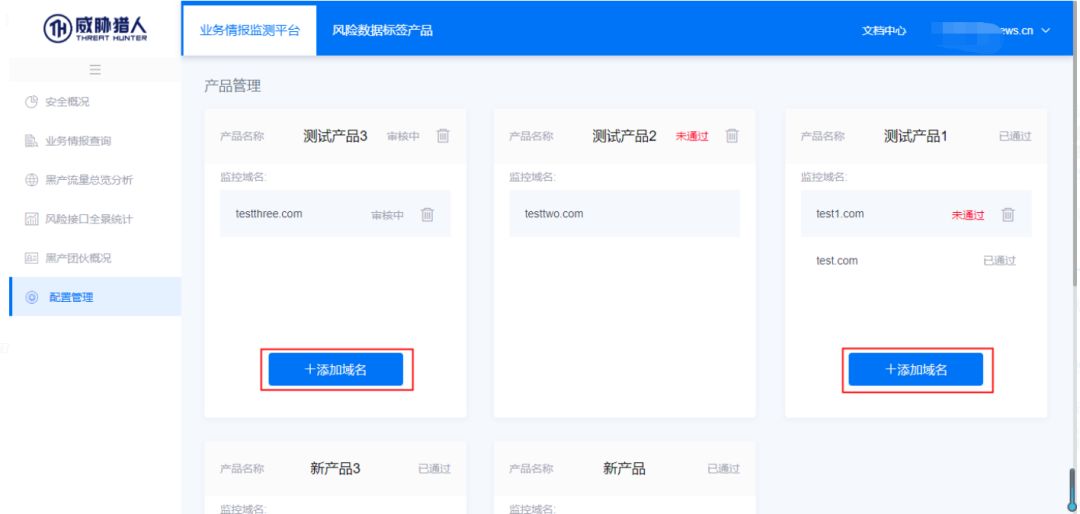 威胁猎人
THREAT HUNTER
业务情报监测平台
风险数据标签产品
文档中心
ews.cn
安全概况
业务情报查询
黑产流量总览分析
风险接口全景统计
黑产团伙概况
配置管理
产品管理
产品名称 测试产品3 审核中
监控域名:
testthree.com 审核中
+添加域名
产品名称 测试产品2 未通过
监控域名:
testtwo.com
产品名称 测试产品1 已通过
监控域名:
test1.com 未通过
test.com 已通过
+添加域名
产品名称 新产品3 已通过
监控域名:
产品名称 新产品 已通过
监控域名: